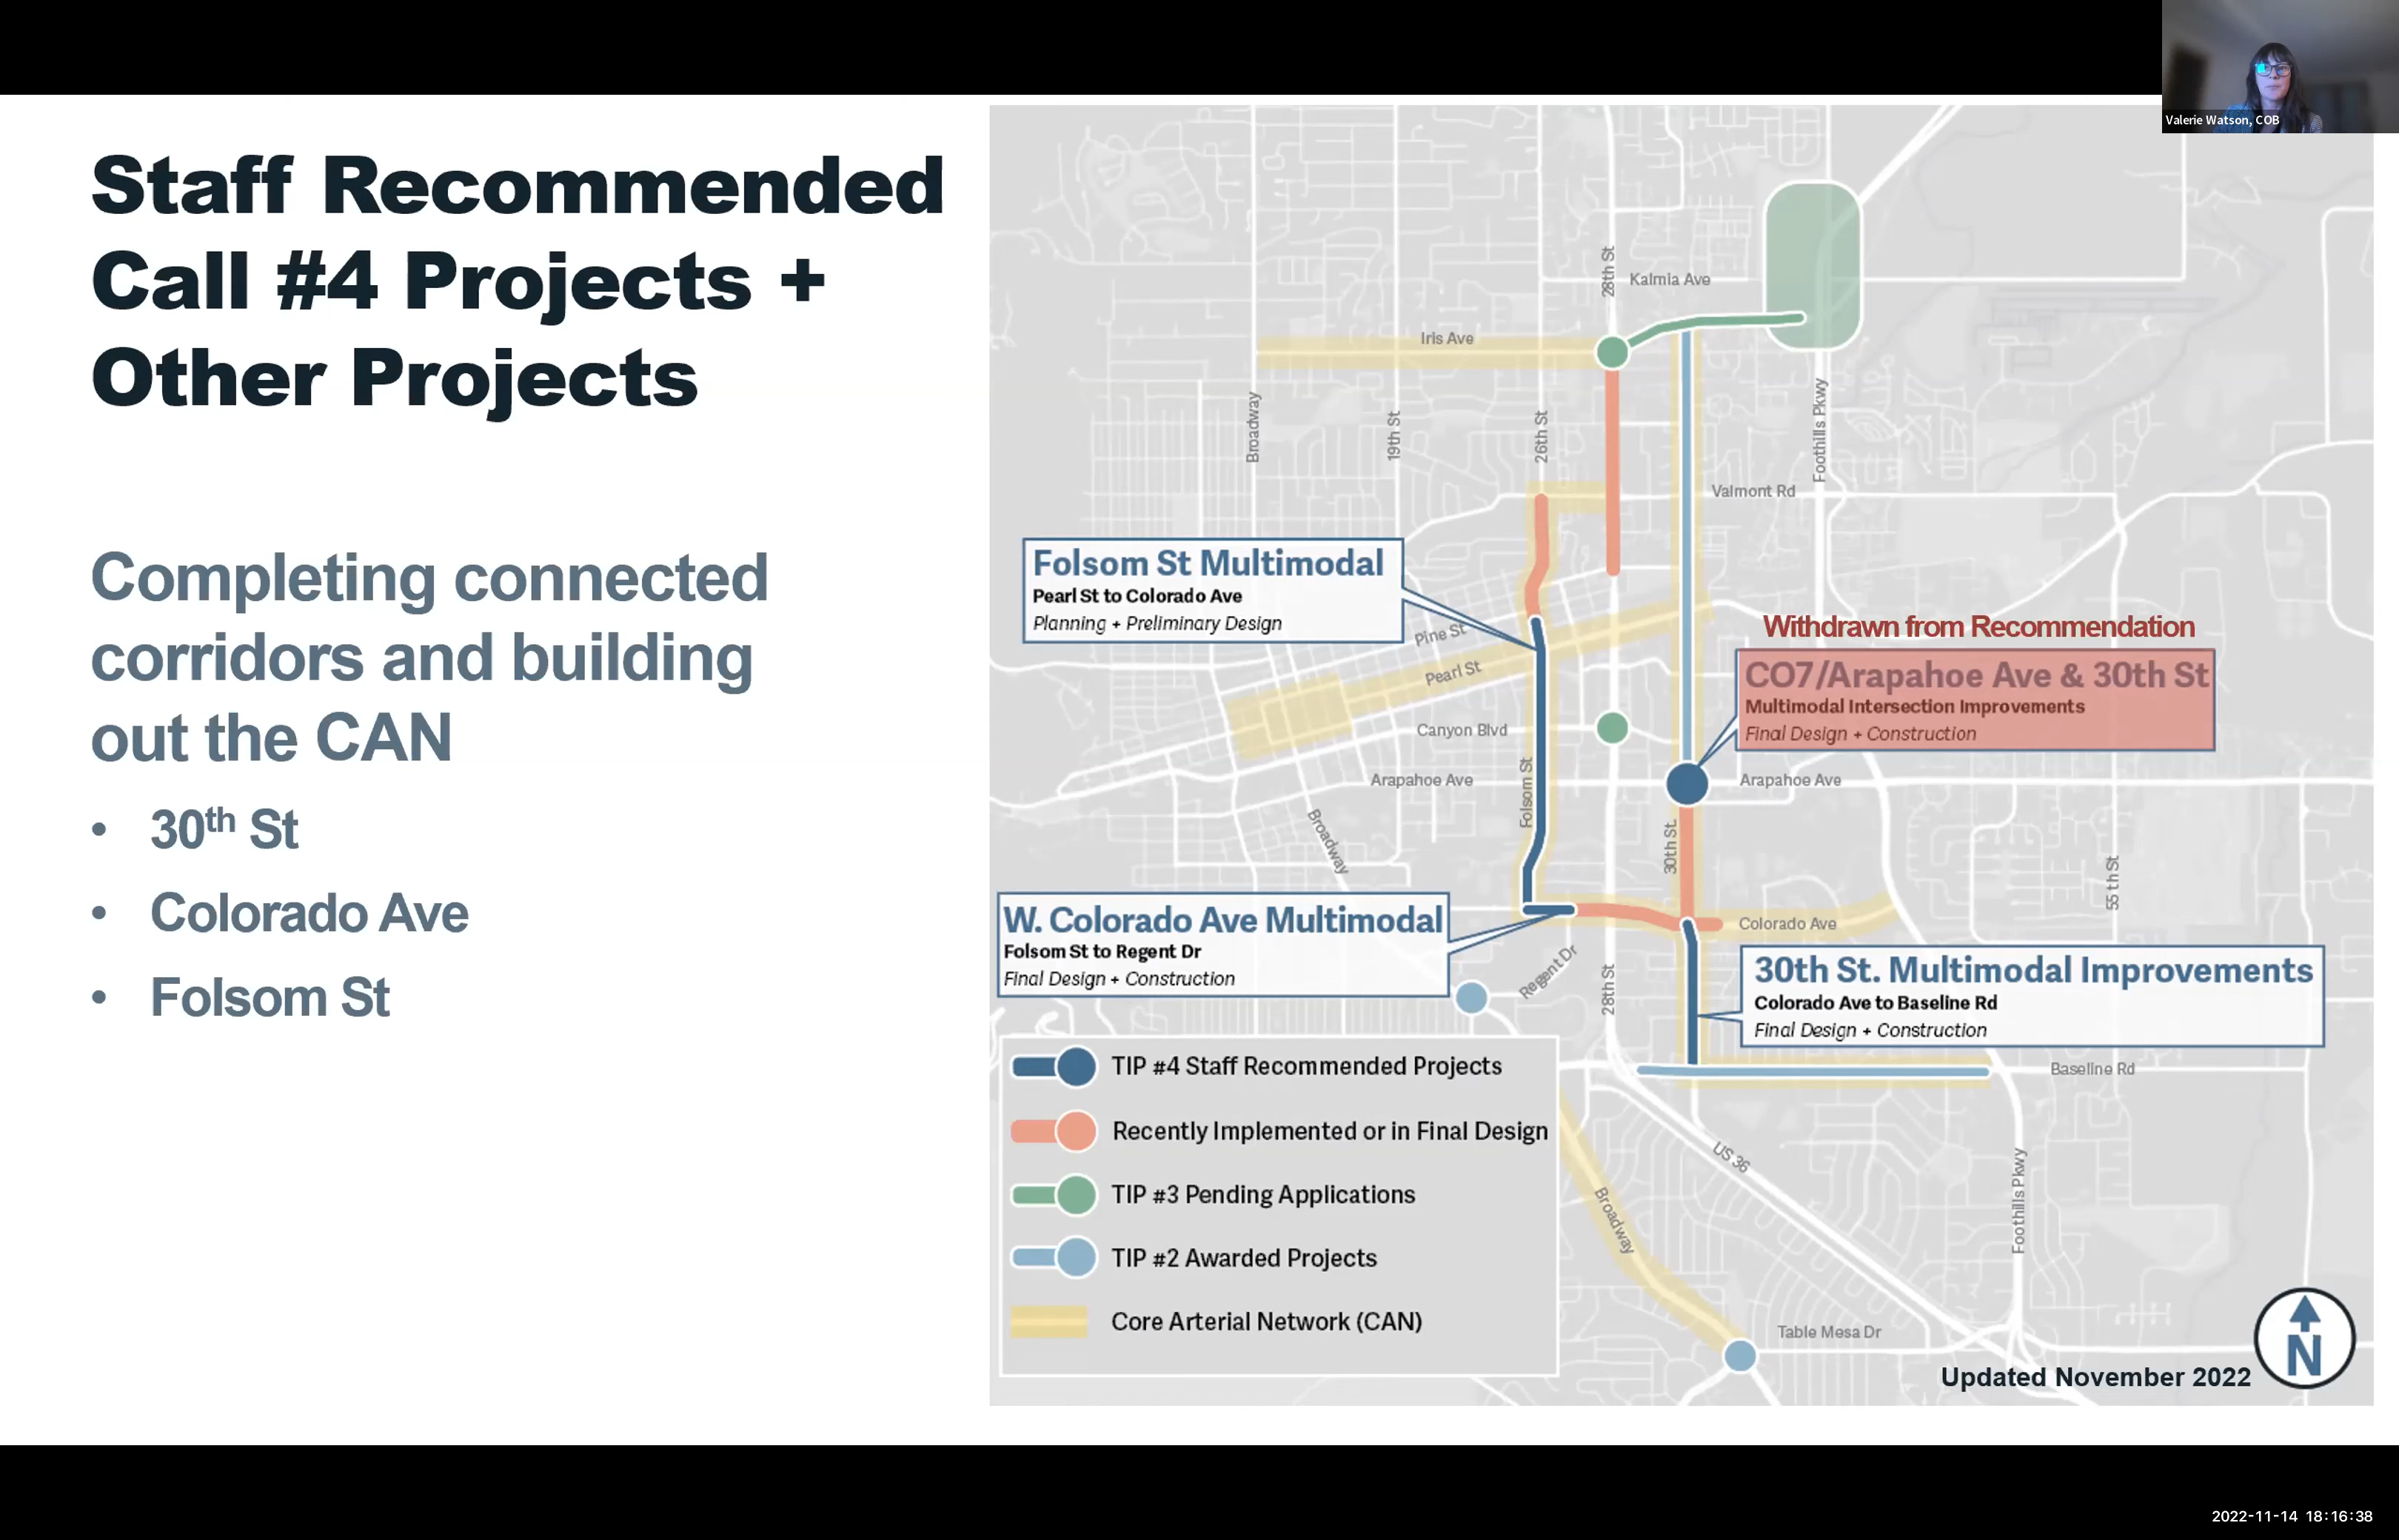 Valerie Watson, COB
Staff Recommended
Call #4 Projects +
Other Projects
Completing connected
corridors and building
out the CAN
• 30th St
• Colorado Ave
• Folsom St
28th St
Kalmia Ave
Iris Ave
Broadway
19th St
26th St
Foothills Pkwy
Valmont Rd
Folsom St Multimodal
Pearl St to Colorado Ave
Planning + Preliminary Design
Pine St
Pearl St
Withdrawn from Recommendation
CO7/Arapahoe Ave & 30th St
Multimodal Intersection Improvements
Final Design + Construction
Canyon Blvd
Arapahoe Ave
Arapahoe Ave
Folsom St
Broadway
30th St
55th St
W. Colorado Ave Multimodal
Folsom St to Regent Dr
Final Design + Construction
Colorado Ave
Regent Dr
28th St
30th St. Multimodal Improvements
Colorado Ave to Baseline Rd
Final Design + Construction
Baseline Rd
TIP #4 Staff Recommended Projects
Recently Implemented or in Final Design
TIP #3 Pending Applications
TIP #2 Awarded Projects
Core Arterial Network (CAN)
US 36
Broadway
Foothills Pkwy
Table Mesa Dr
N
Updated November 2022
2022-11-14 18:16:38